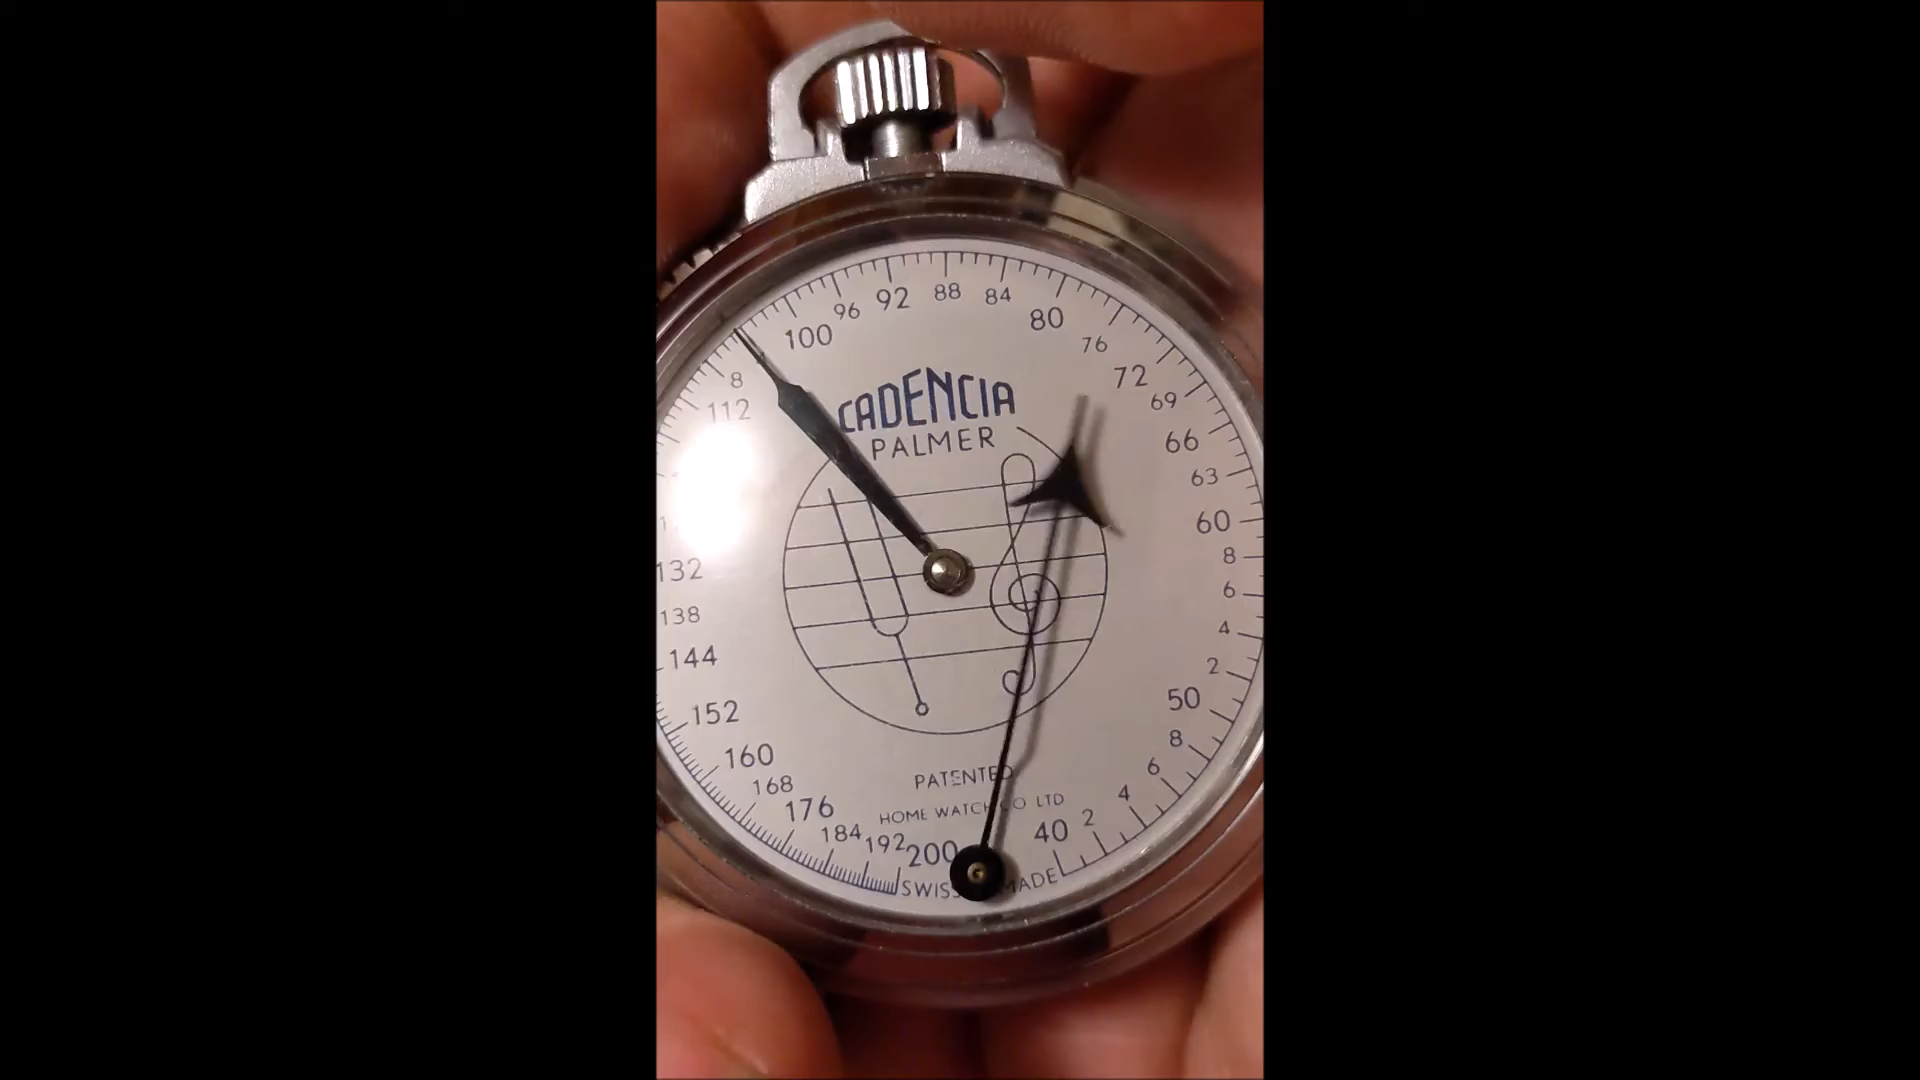 96 92 88 84
100 80
76
8 72
112 69
CADENCIA
PALMER
66
63
60
132 8
138 6
144 4
2
152 50
160 8
168 PATENTED 6
176 HOME WATCH CO LTD 4
184 192 200 40 2
SWISS MADE